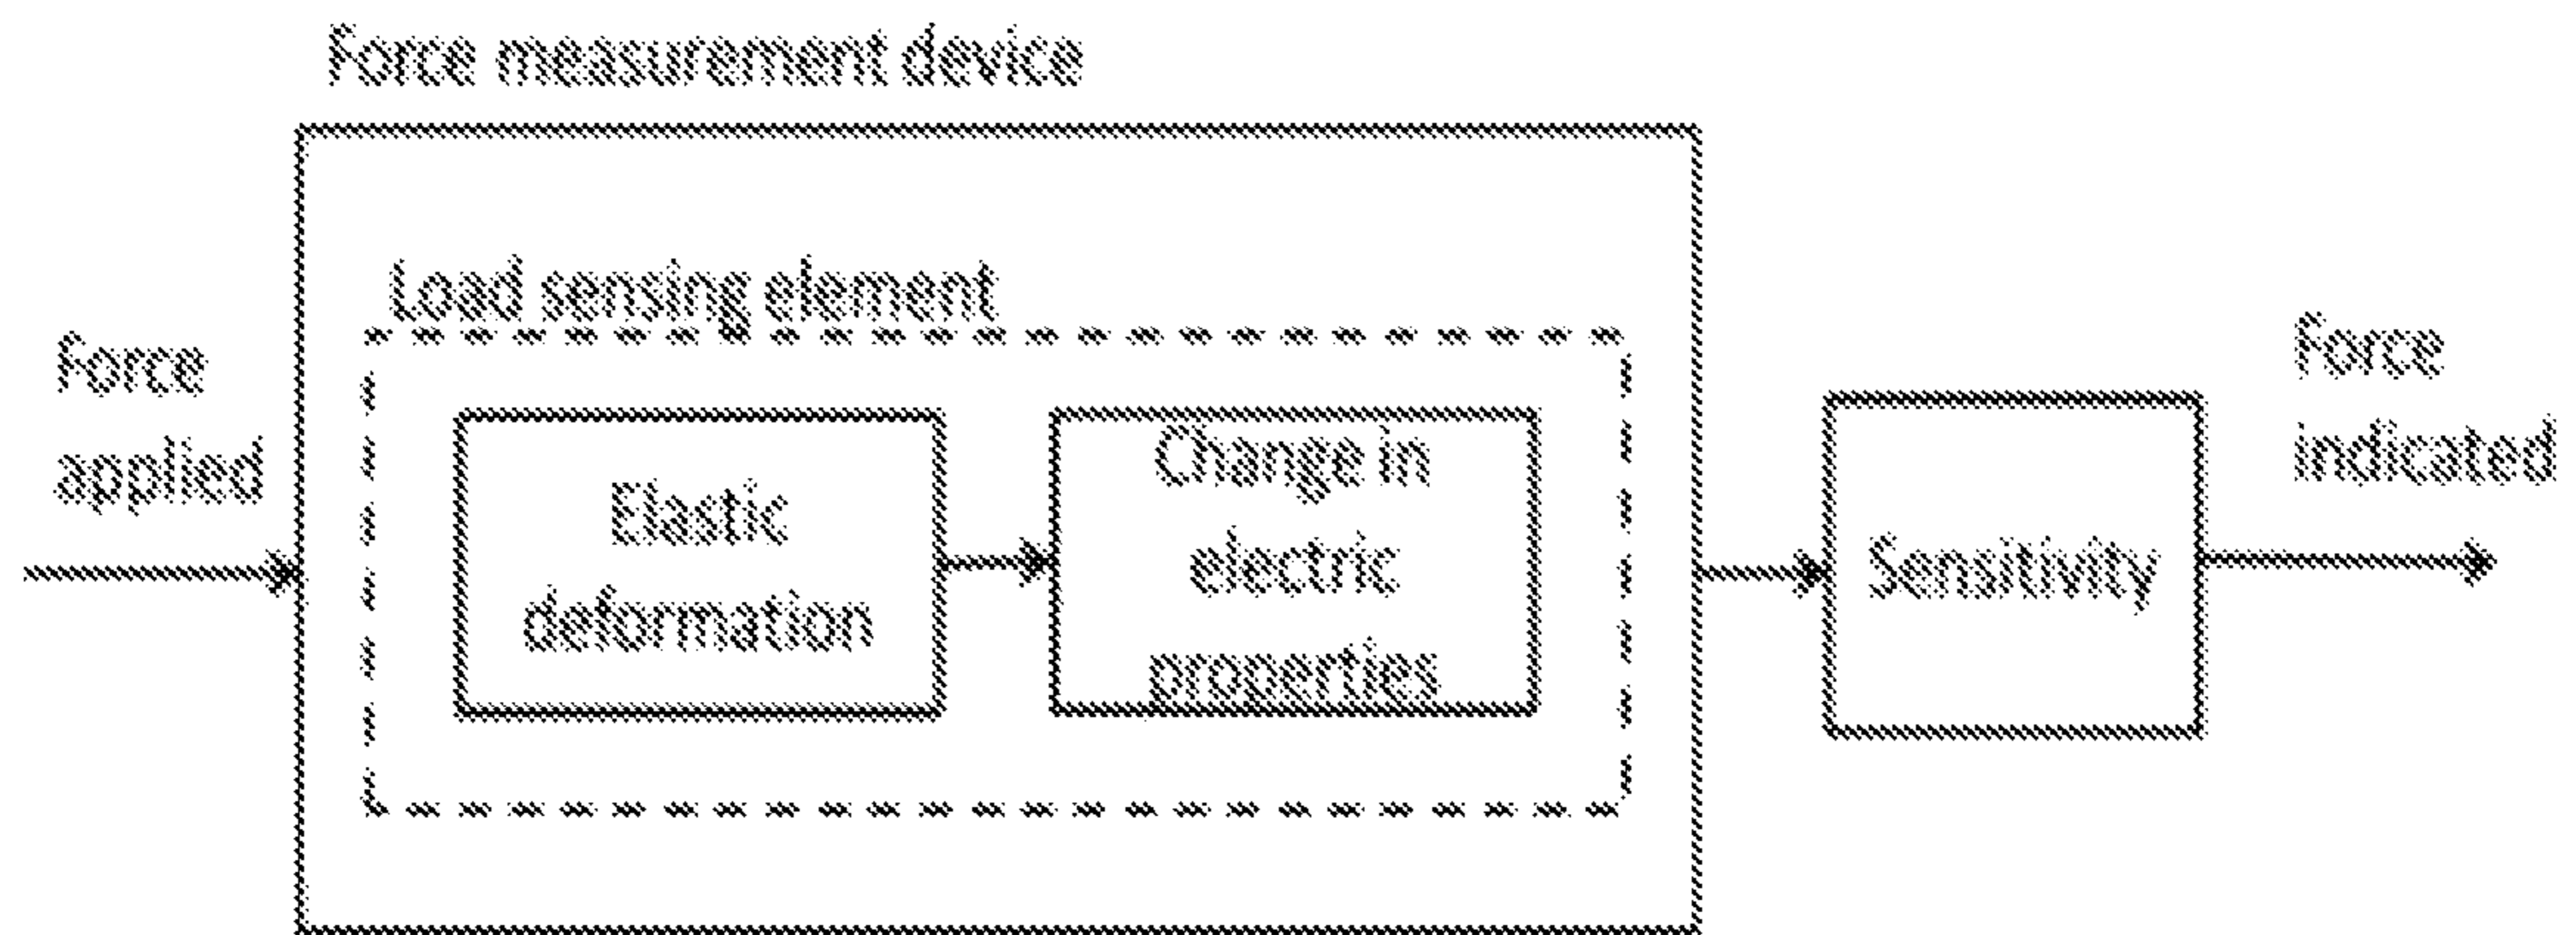 Force measurement device
Load sensing element
Force
applied
Elastic
deformation
Change in
electric
properties
Sensitivity
Force
indicated